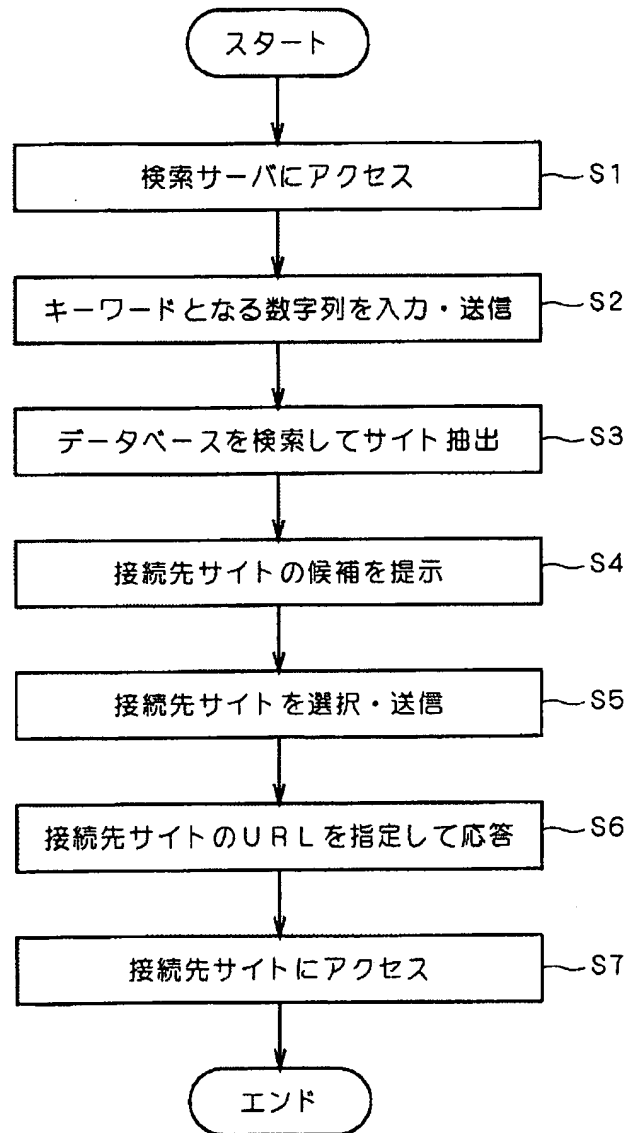 スタート
検索サーバにアクセス S1
キーワードとなる数字列を入力・送信 S2
データベースを検索してサイト抽出 S3
接続先サイトの候補を提示 S4
接続先サイトを選択・送信 S5
接続先サイトのURLを指定して応答 S6
接続先サイトにアクセス S7
エンド